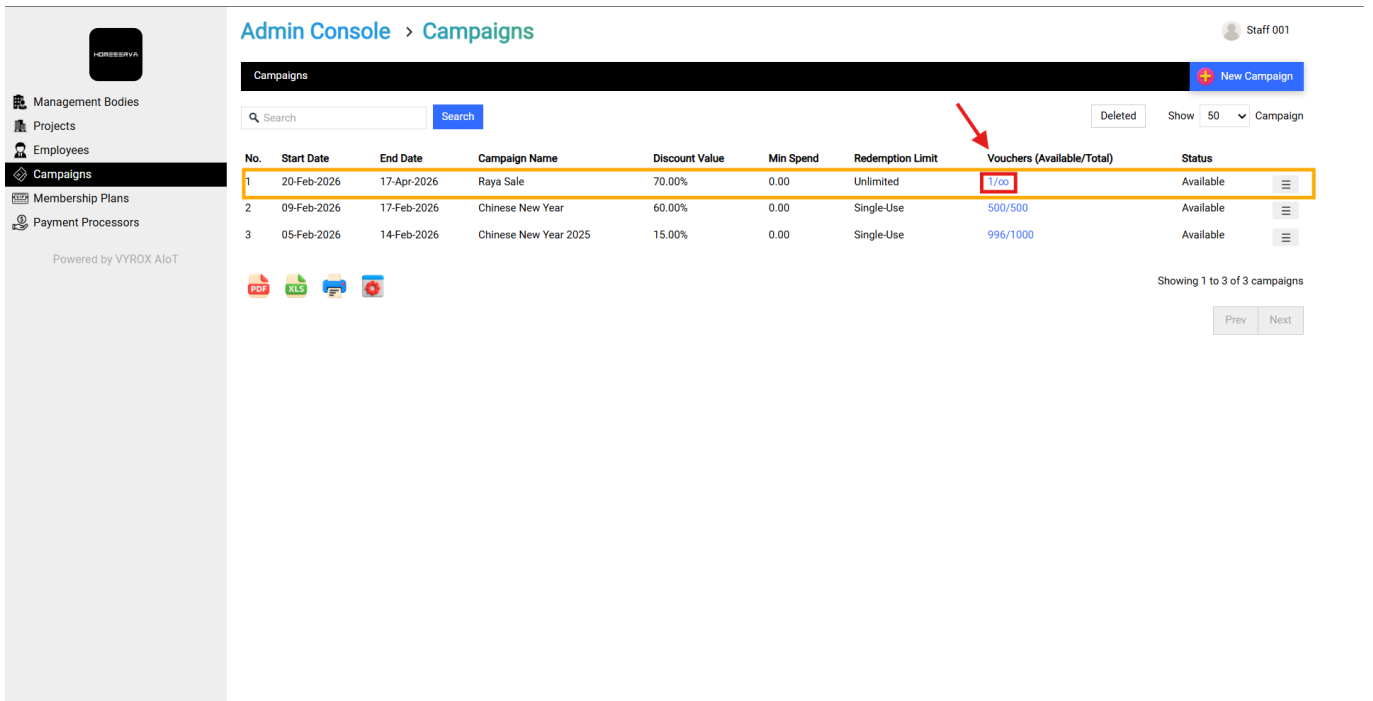 HOMESERVA
Admin Console > Campaigns
Staff 001
Management Bodies
Projects
Employees
Campaigns
Membership Plans
Payment Processors
Powered by VYROX AIoT
Campaigns
New Campaign
Search
Search
Deleted
Show 50 Campaign
No. Start Date End Date Campaign Name Discount Value Min Spend Redemption Limit Vouchers (Available/Total) Status
1 20-Feb-2026 17-Apr-2026 Raya Sale 70.00% 0.00 Unlimited 1/∞ Available
2 09-Feb-2026 17-Feb-2026 Chinese New Year 60.00% 0.00 Single-Use 500/500 Available
3 05-Feb-2026 14-Feb-2026 Chinese New Year 2025 15.00% 0.00 Single-Use 996/1000 Available
PDF XLS
Showing 1 to 3 of 3 campaigns
Prev Next